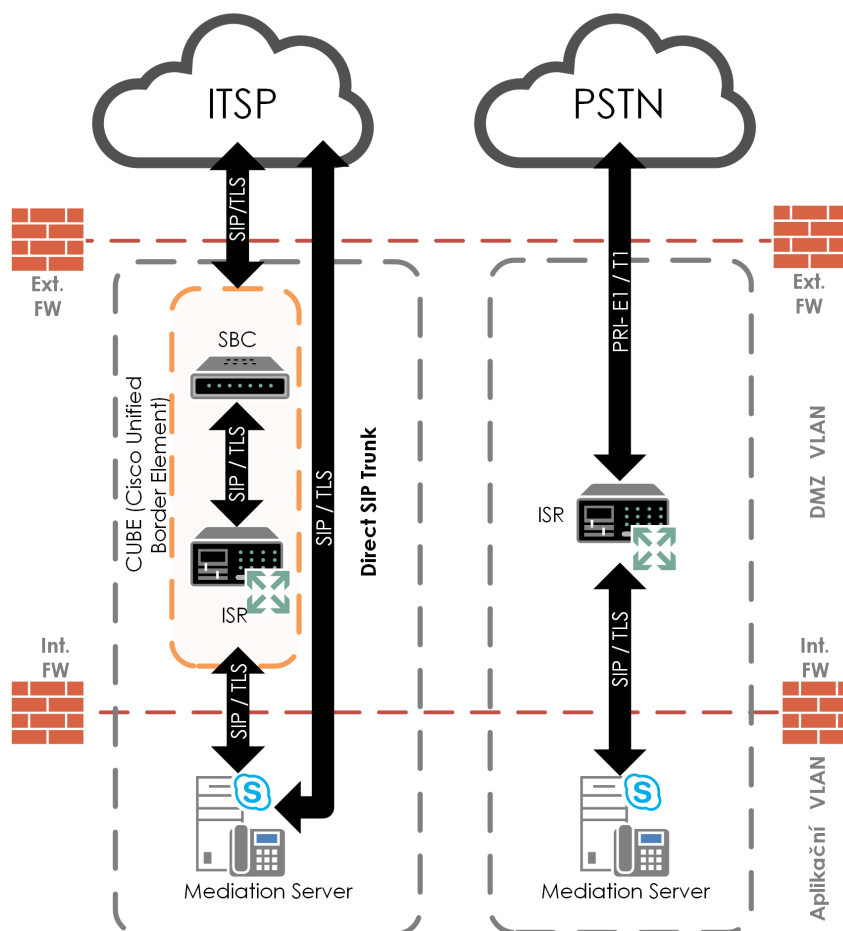 ITSP
PSTN
SIP/TLS
Ext.
FW
Ext.
FW
SBC
PRI- E1 / T1
CUBE (Cisco Unified
Border Element)
SIP / TLS
SIP / TLS
Direct SIP Trunk
DMZ VLAN
ISR
ISR
Int.
FW
Int.
FW
SIP / TLS
SIP / TLS
S
S
Mediation Server
Mediation Server
Aplikační VLAN